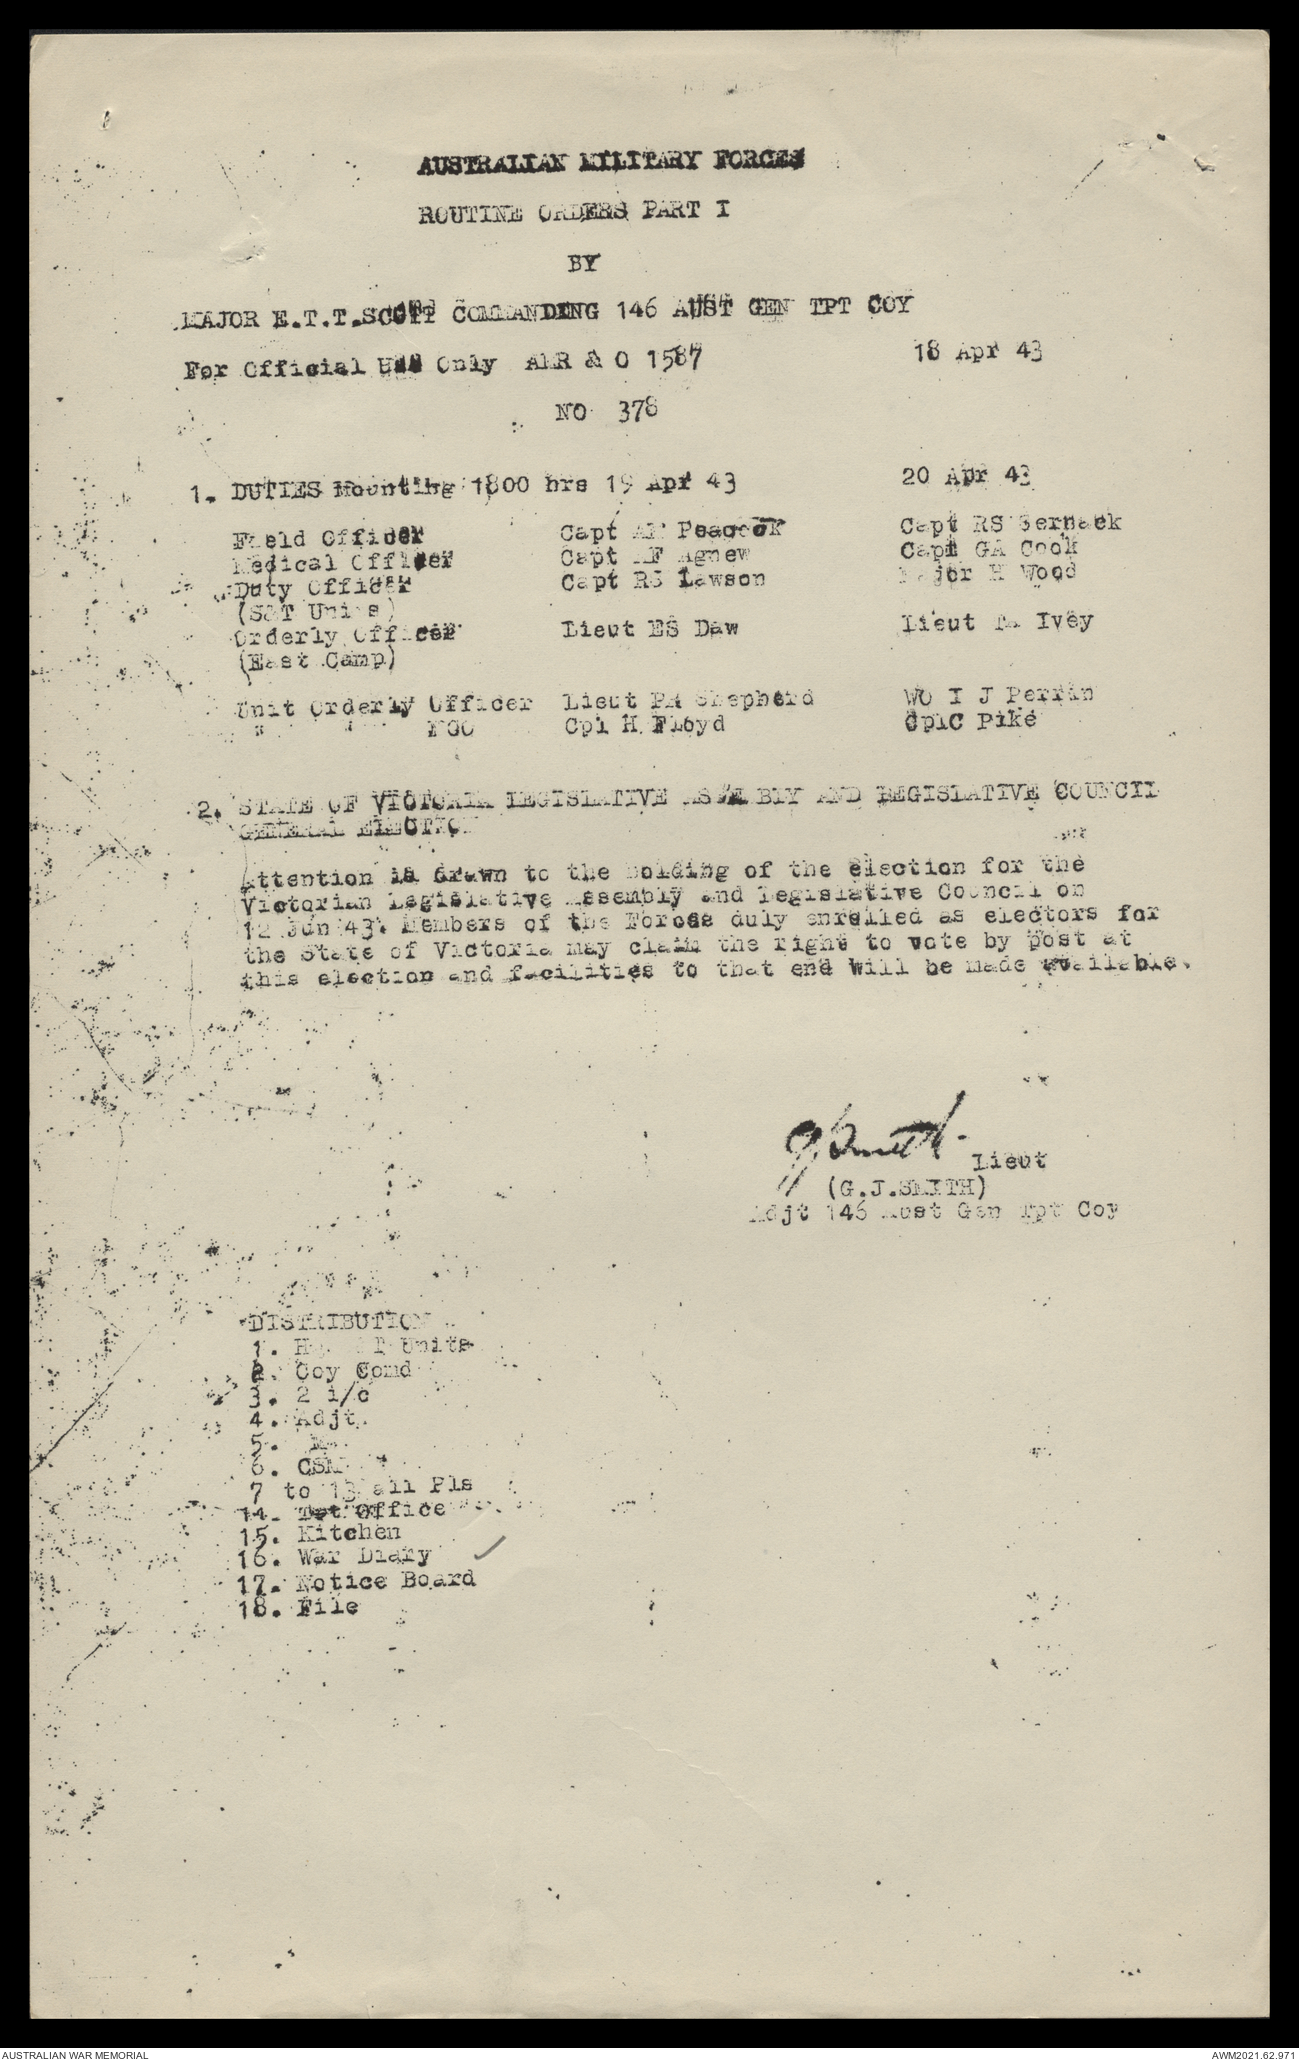 AUSTRALIAN MILITARY FORCES
ROUTINE ORDERS PART I
BY
MAJOR E.T.T.SCOTT COMMANDING 146 AUST GEN TPT COY
For Official Use Only AMR & O 1587 18 Apr 43
NO 378
1. DUTIES Mounting 1800 hrs 19 Apr 43 20 Apr 43
Field Officer Capt Peacock Capt RS
Medical Officer Capt Agnew Capt GA Cook
Duty Officer Capt RS Lawson Major H Wood
(S&T Units)
Orderly Officer Lieut ES Daw Lieut Ivey
(East Camp)
Unit Orderly Officer Lieut PA Shepherd WO I J Perrin
" " NCO Cpl H Floyd CplC Pike
2. STATE OF VICTORIA LEGISLATIVE ASSEMBLY AND LEGISLATIVE COUNCIL
GENERAL ELECTION
Attention is drawn to the holding of the election for the
Victorian Legislative Assembly and Legislative Council on
12 Jun 43. Members of the Forces duly enrolled as electors for
the State of Victoria may claim the right to vote by post at
this election and facilities to that end will be made available.
GJSmith. Lieut
(G.J.SMITH)
Adjt 146 Aust Gen Tpt Coy
DISTRIBUTION
1. Units
2. Coy Comd
3. 2 i/c
4. Adjt.
5.
6. CSM
7 to 13 all Pls
14. Office
15. Kitchen
16. War Diary ✓
17. Notice Board
18. File
AUSTRALIAN WAR MEMORIAL AWM2021.62.971